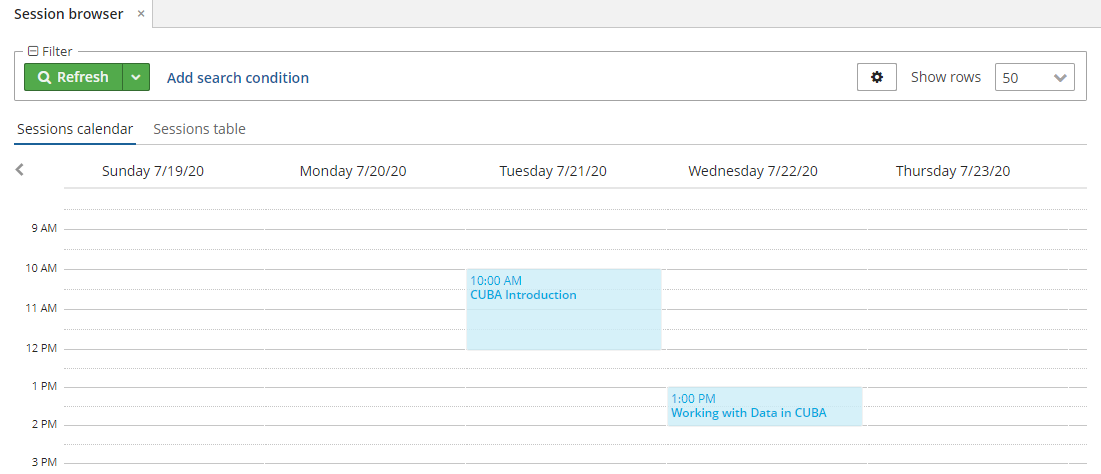 Session browser ×
Filter
Refresh Add search condition Show rows 50
Sessions calendar Sessions table
Sunday 7/19/20 Monday 7/20/20 Tuesday 7/21/20 Wednesday 7/22/20 Thursday 7/23/20
9 AM
10 AM
10:00 AM
CUBA Introduction
11 AM
12 PM
1 PM
1:00 PM
Working with Data in CUBA
2 PM
3 PM